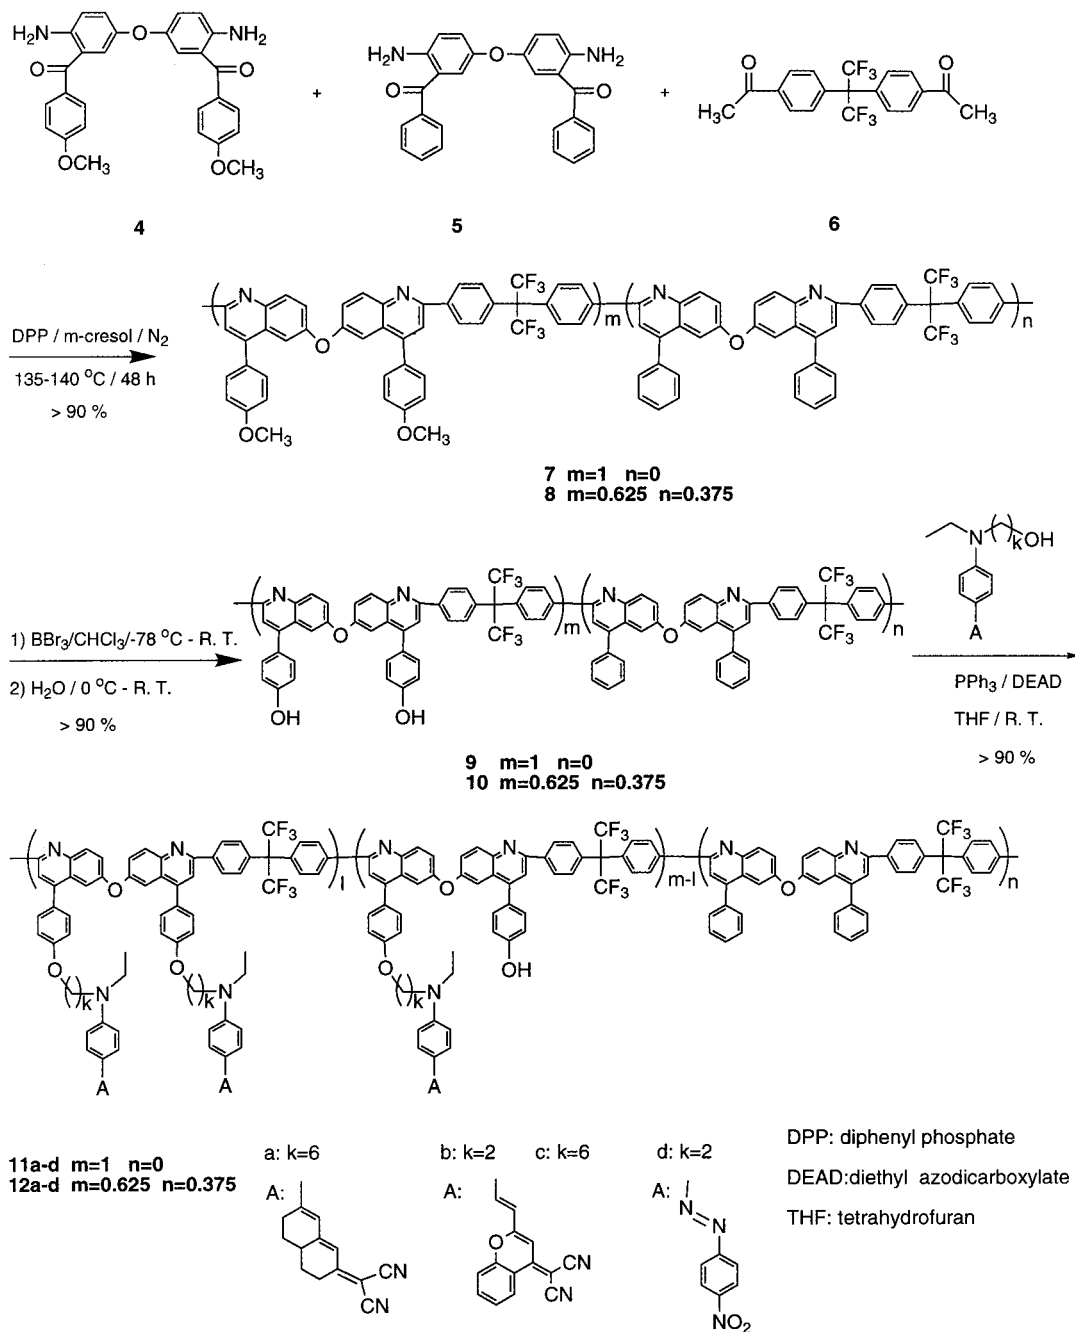 H2N O NH2
O O
OCH3 OCH3
4
+
H2N O NH2
O O
5
+
O CF3 O
CH3 CF3 CH3
6
DPP / m-cresol / N2
135-140 °C / 48 h
> 90 %
N N CF3 N N CF3
O CF3 m O CF3 n
OCH3 OCH3
7 m=1 n=0
8 m=0.625 n=0.375
1) BBr3/CHCl3/-78 °C - R. T.
2) H2O / 0 °C - R. T.
> 90 %
N N CF3 N N CF3
O CF3 m O CF3 n
OH OH
9 m=1 n=0
10 m=0.625 n=0.375
N ( )k OH
A
PPh3 / DEAD
THF / R. T.
> 90 %
N N CF3 N N CF3 N N CF3
O CF3 l O CF3 m-l O CF3 n
O O O OH
( )k N ( )k N ( )k N
A A A
11a-d m=1 n=0
12a-d m=0.625 n=0.375
a: k=6 b: k=2 c: k=6 d: k=2
A: A: A:
CN
CN
O
CN
CN
N=N
NO2
DPP: diphenyl phosphate
DEAD:diethyl azodicarboxylate
THF: tetrahydrofuran